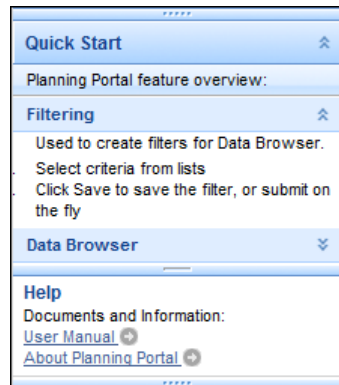 Quick Start
Planning Portal feature overview:
Filtering
Used to create filters for Data Browser.
. Select criteria from lists
. Click Save to save the filter, or submit on
the fly
Data Browser
Help
Documents and Information:
User Manual
About Planning Portal